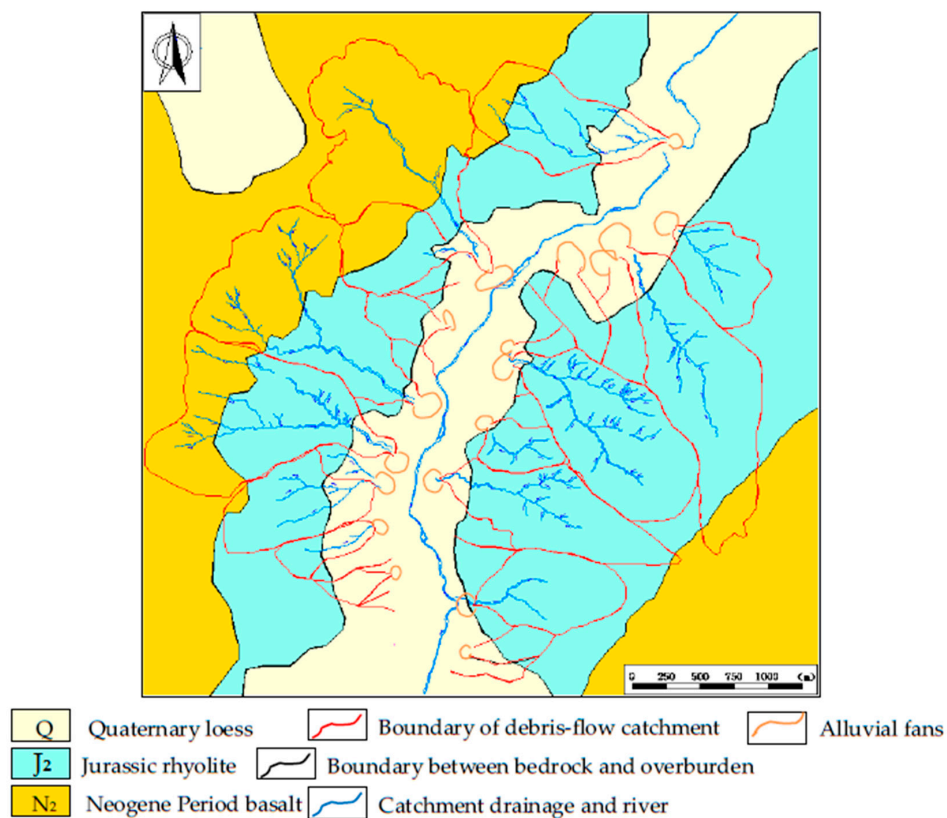 0 250 500 750 1000 (m)
Q Quaternary loess Boundary of debris-flow catchment Alluvial fans
J2 Jurassic rhyolite Boundary between bedrock and overburden
N2 Neogene Period basalt Catchment drainage and river